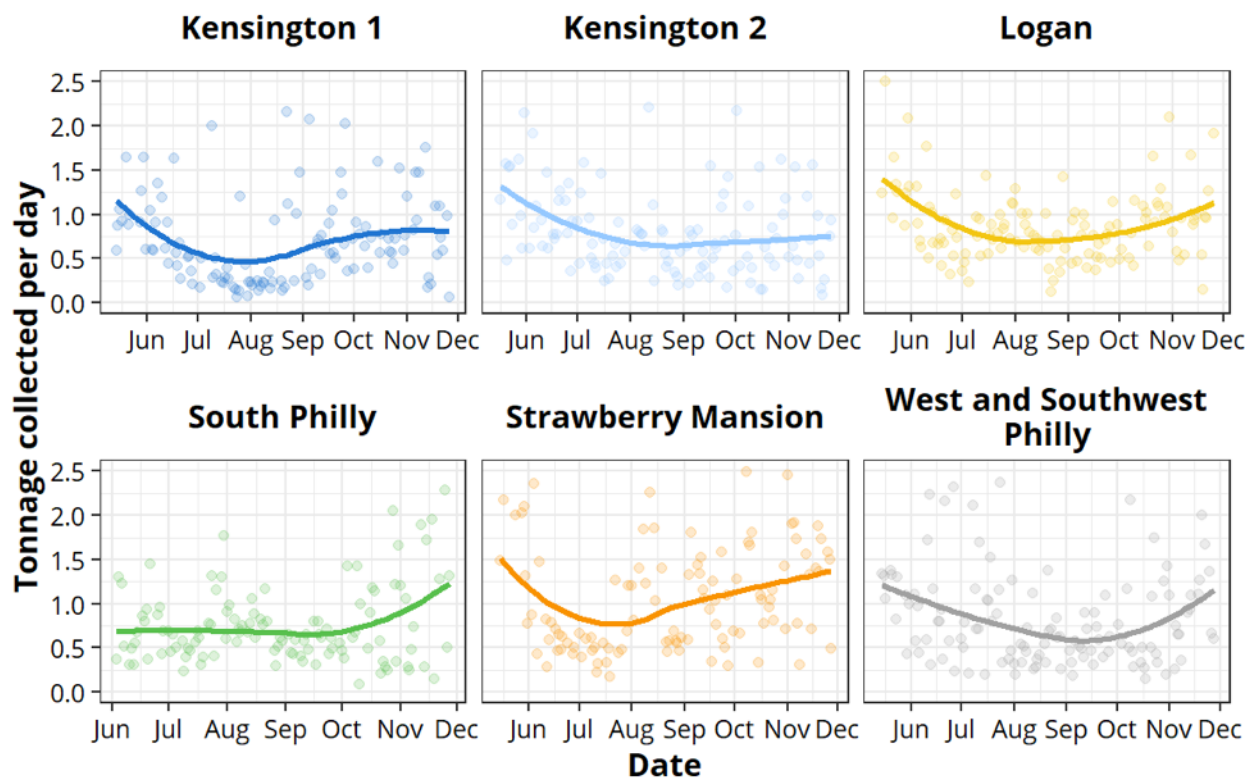 Kensington 1
Kensington 2
Logan
2.5
2.0
1.5
1.0
0.5
0.0
Jun Jul Aug Sep Oct Nov Dec
Jun Jul Aug Sep Oct Nov Dec
Jun Jul Aug Sep Oct Nov Dec
Tonnage collected per day
South Philly
Strawberry Mansion
West and Southwest
Philly
2.5
2.0
1.5
1.0
0.5
0.0
Jun Jul Aug Sep Oct Nov Dec
Jun Jul Aug Sep Oct Nov Dec
Jun Jul Aug Sep Oct Nov Dec
Date